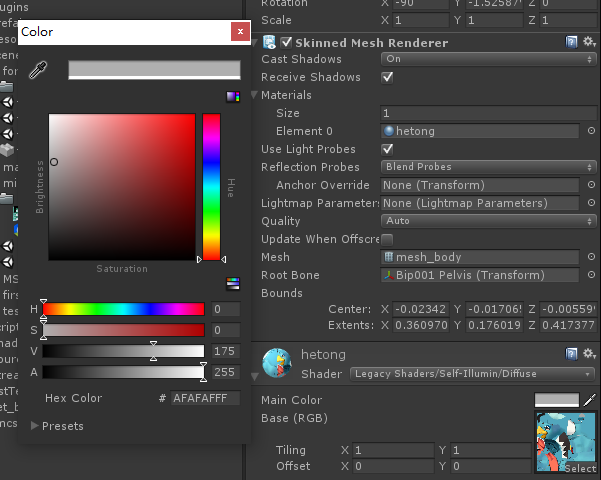 Color
x
Brightness
Hue
Saturation
H 0
S 0
V 175
A 255
Hex Color # AFAFAFFF
Presets
Rotation X -90 Y -1.52587 Z 0
Scale X 1 Y 1 Z 1
Skinned Mesh Renderer
Cast Shadows On
Receive Shadows
Materials
Size 1
Element 0 hetong
Use Light Probes
Reflection Probes Blend Probes
Anchor Override None (Transform)
Lightmap Parameter None (Lightmap Parameters)
Quality Auto
Update When Offscre
Mesh mesh_body
Root Bone Bip001 Pelvis (Transform)
Bounds
Center: X -0.02342 Y -0.01706 Z -0.00559
Extents: X 0.360970 Y 0.176019 Z 0.417377
hetong
Shader Legacy Shaders/Self-Illumin/Diffuse
Main Color
Base (RGB)
Tiling X 1 Y 1
Offset X 0 Y 0
Select